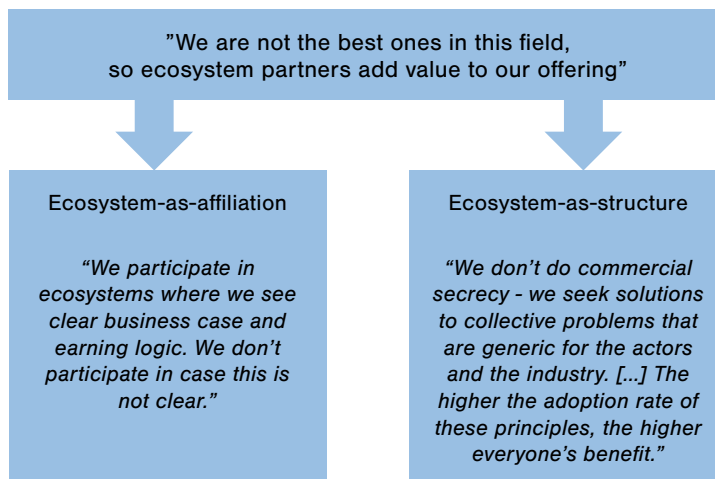 ”We are not the best ones in this field,
so ecosystem partners add value to our offering”
Ecosystem-as-affiliation
“We participate in
ecosystems where we see
clear business case and
earning logic. We don’t
participate in case this is
not clear.”
Ecosystem-as-structure
“We don’t do commercial
secrecy - we seek solutions
to collective problems that
are generic for the actors
and the industry. [...] The
higher the adoption rate of
these principles, the higher
everyone’s benefit.”